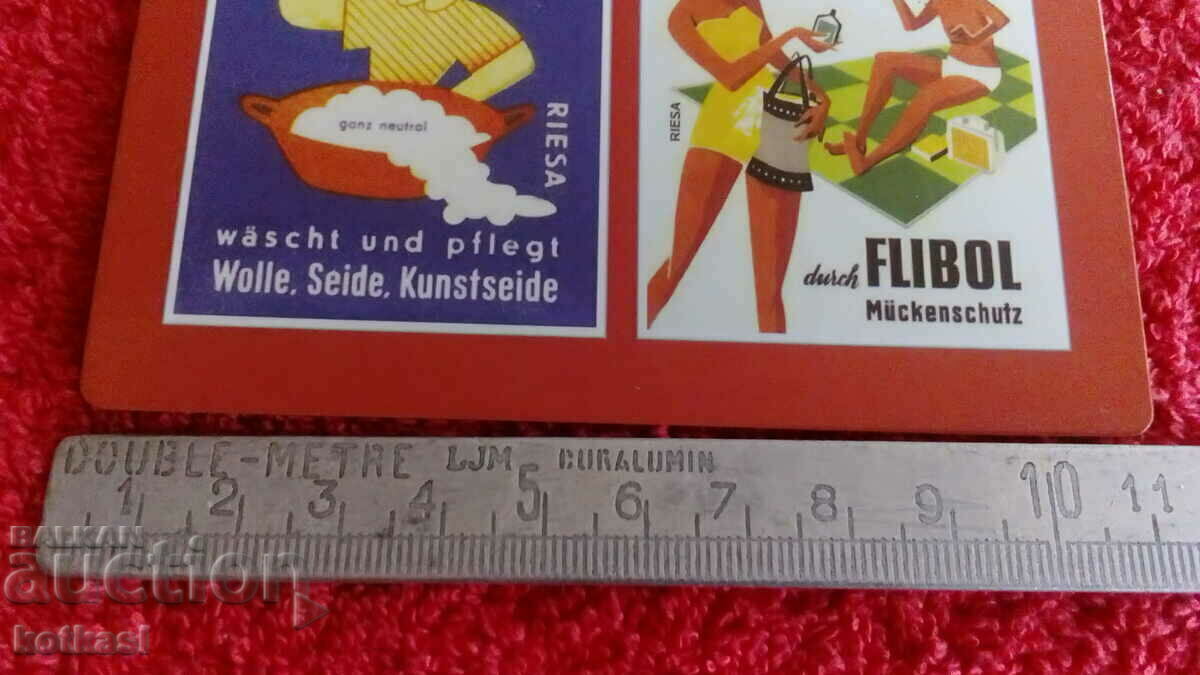 ganz neutral
RIESA
wäscht und pflegt
Wolle, Seide, Kunstseide
RIESA
durch FLIBOL
Mückenschutz
DOUBLE-METRE LJM DURALUMIN
1 2 3 4 5 6 7 8 9 10 11
BALKAN
auction
kotkasl